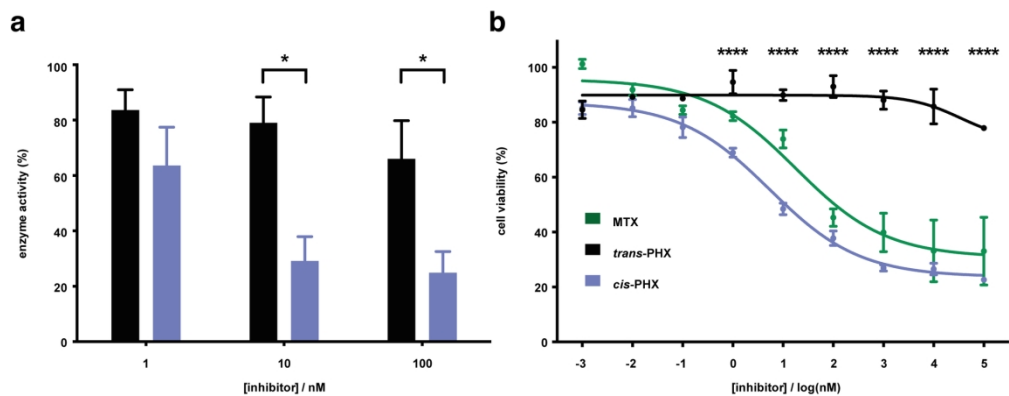 a
enzyme activity (%)
100
80
60
40
20
0
*
*
1
10
100
[inhibitor] / nM
b
cell viability (%)
100
80
60
40
20
0
**** **** **** **** **** ****
MTX
trans-PHX
cis-PHX
-3 -2 -1 0 1 2 3 4 5
[inhibitor] / log(nM)